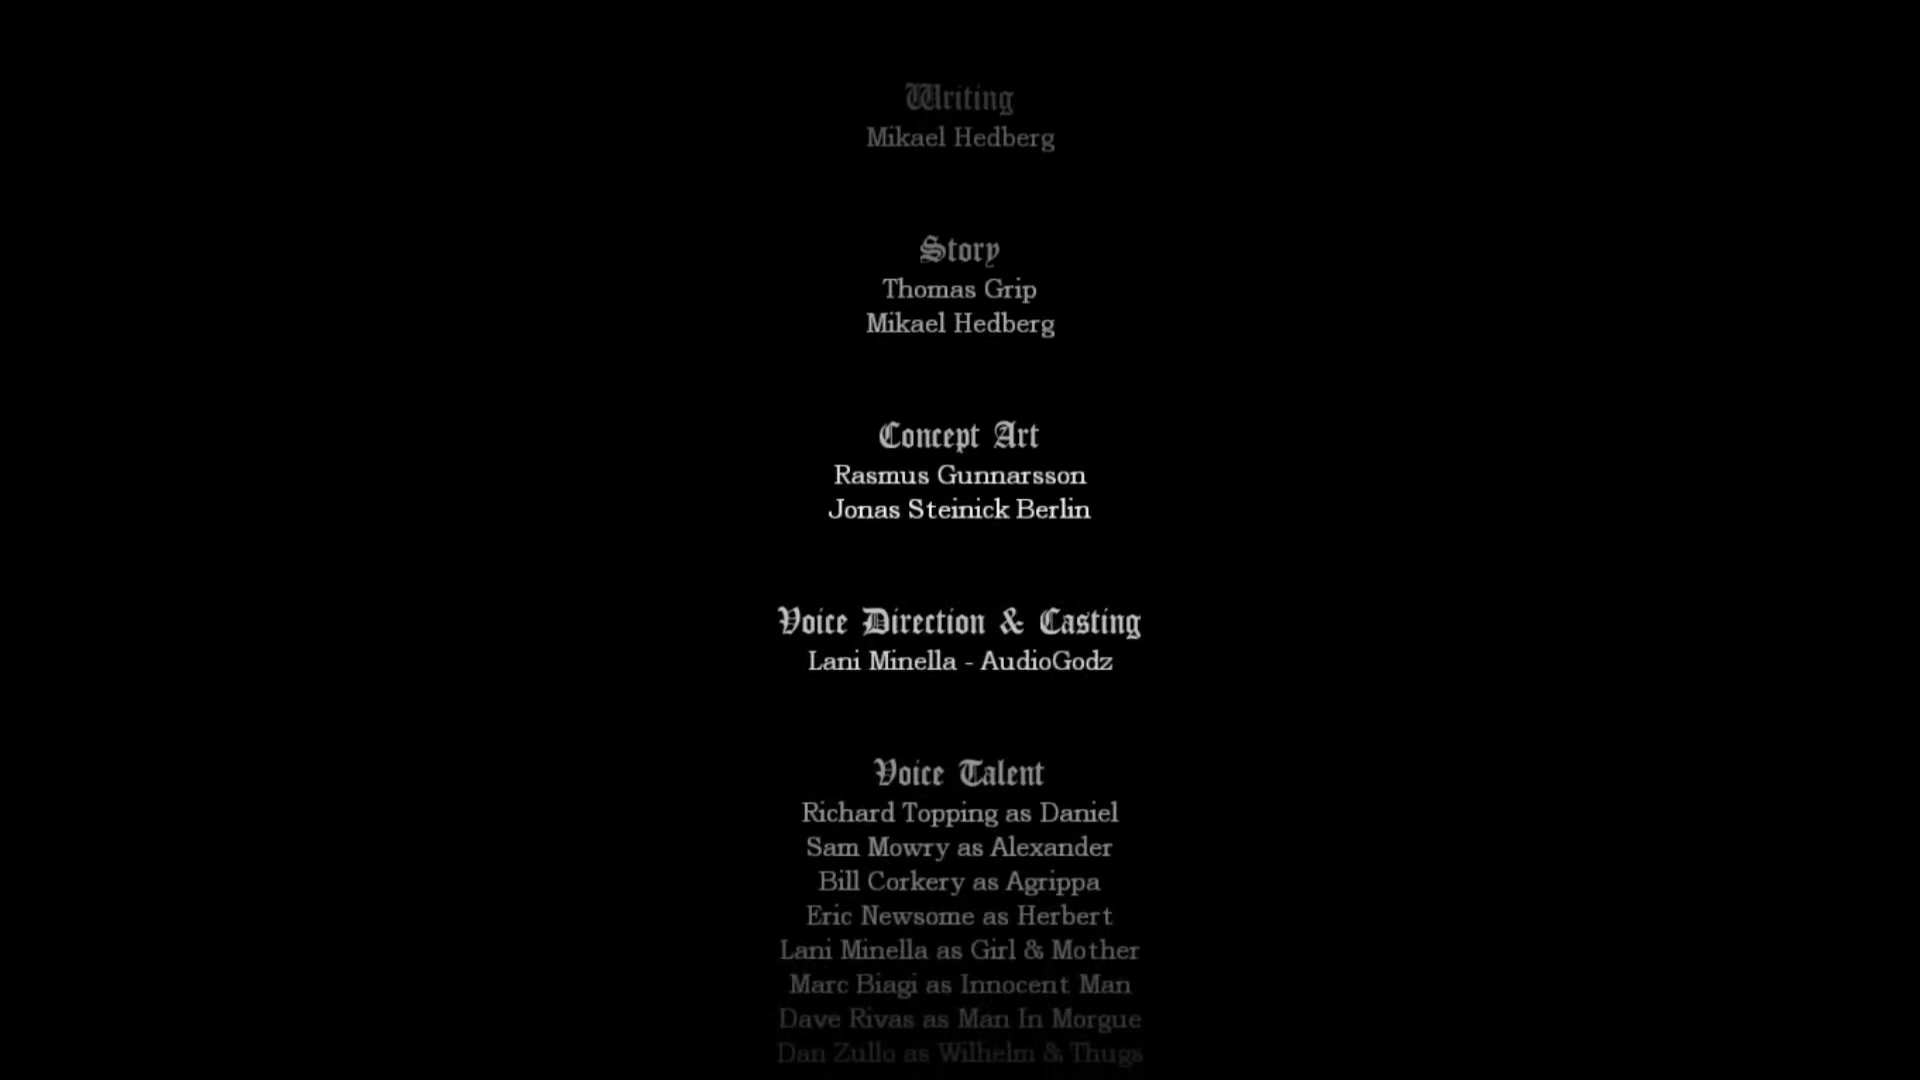 Writing
Mikael Hedberg
Story
Thomas Grip
Mikael Hedberg
Concept Art
Rasmus Gunnarsson
Jonas Steinick Berlin
Voice Direction & Casting
Lani Minella - AudioGodz
Voice Talent
Richard Topping as Daniel
Sam Mowry as Alexander
Bill Corkery as Agrippa
Eric Newsome as Herbert
Lani Minella as Girl & Mother
Marc Biagi as Innocent Man
Dave Rivas as Man In Morgue
Dan Zullo as Wilhelm & Thugs